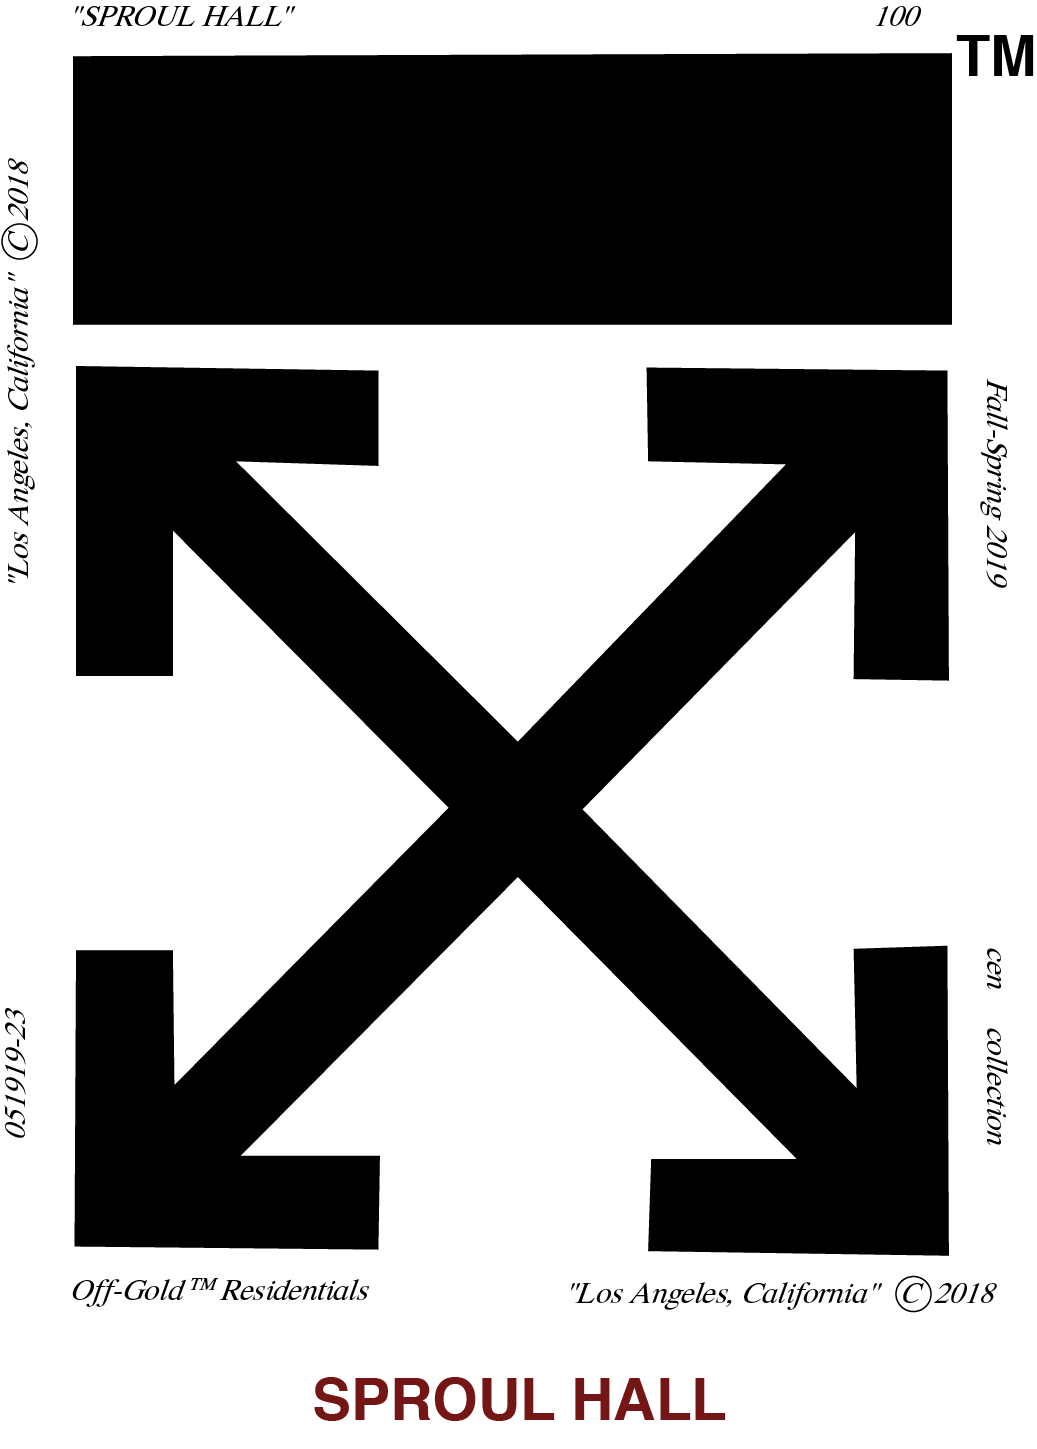 "SPROUL HALL"
100
TM
"Los Angeles, California" ©2018
Fall-Spring 2019
051919-23
cen collection
Off-Gold™ Residentials
"Los Angeles, California" ©2018
SPROUL HALL